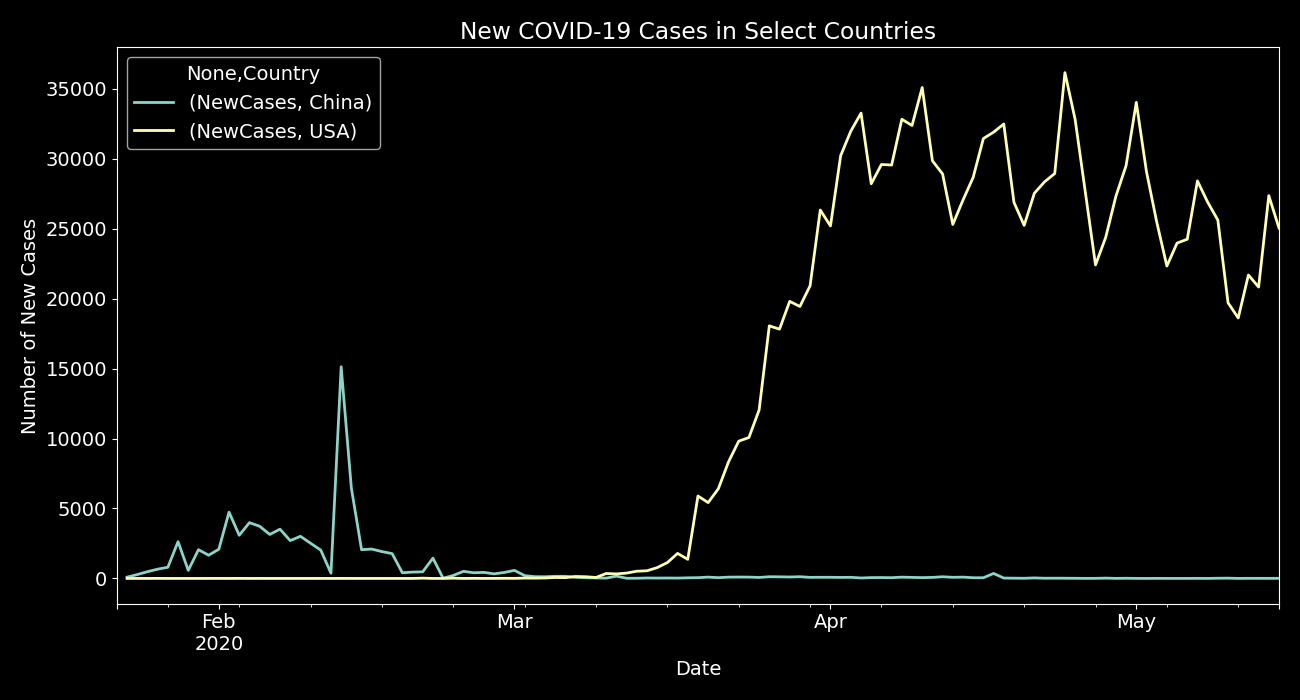 New COVID-19 Cases in Select Countries
None,Country
(NewCases, China)
(NewCases, USA)
Number of New Cases
35000
30000
25000
20000
15000
10000
5000
0
Feb
2020
Mar
Apr
May
Date